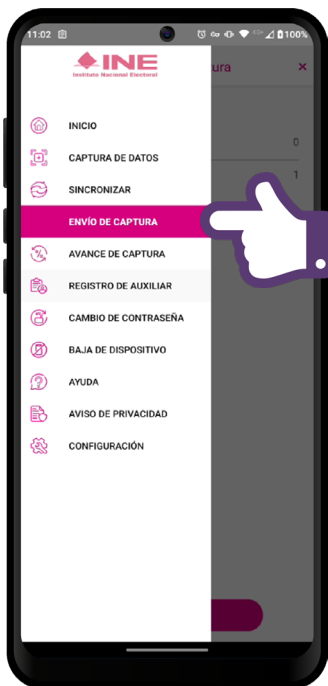 11:02
100%
INE
Instituto Nacional Electoral
ura
×
INICIO
0
CAPTURA DE DATOS
1
SINCRONIZAR
ENVÍO DE CAPTURA
AVANCE DE CAPTURA
REGISTRO DE AUXILIAR
CAMBIO DE CONTRASEÑA
BAJA DE DISPOSITIVO
AYUDA
AVISO DE PRIVACIDAD
CONFIGURACIÓN